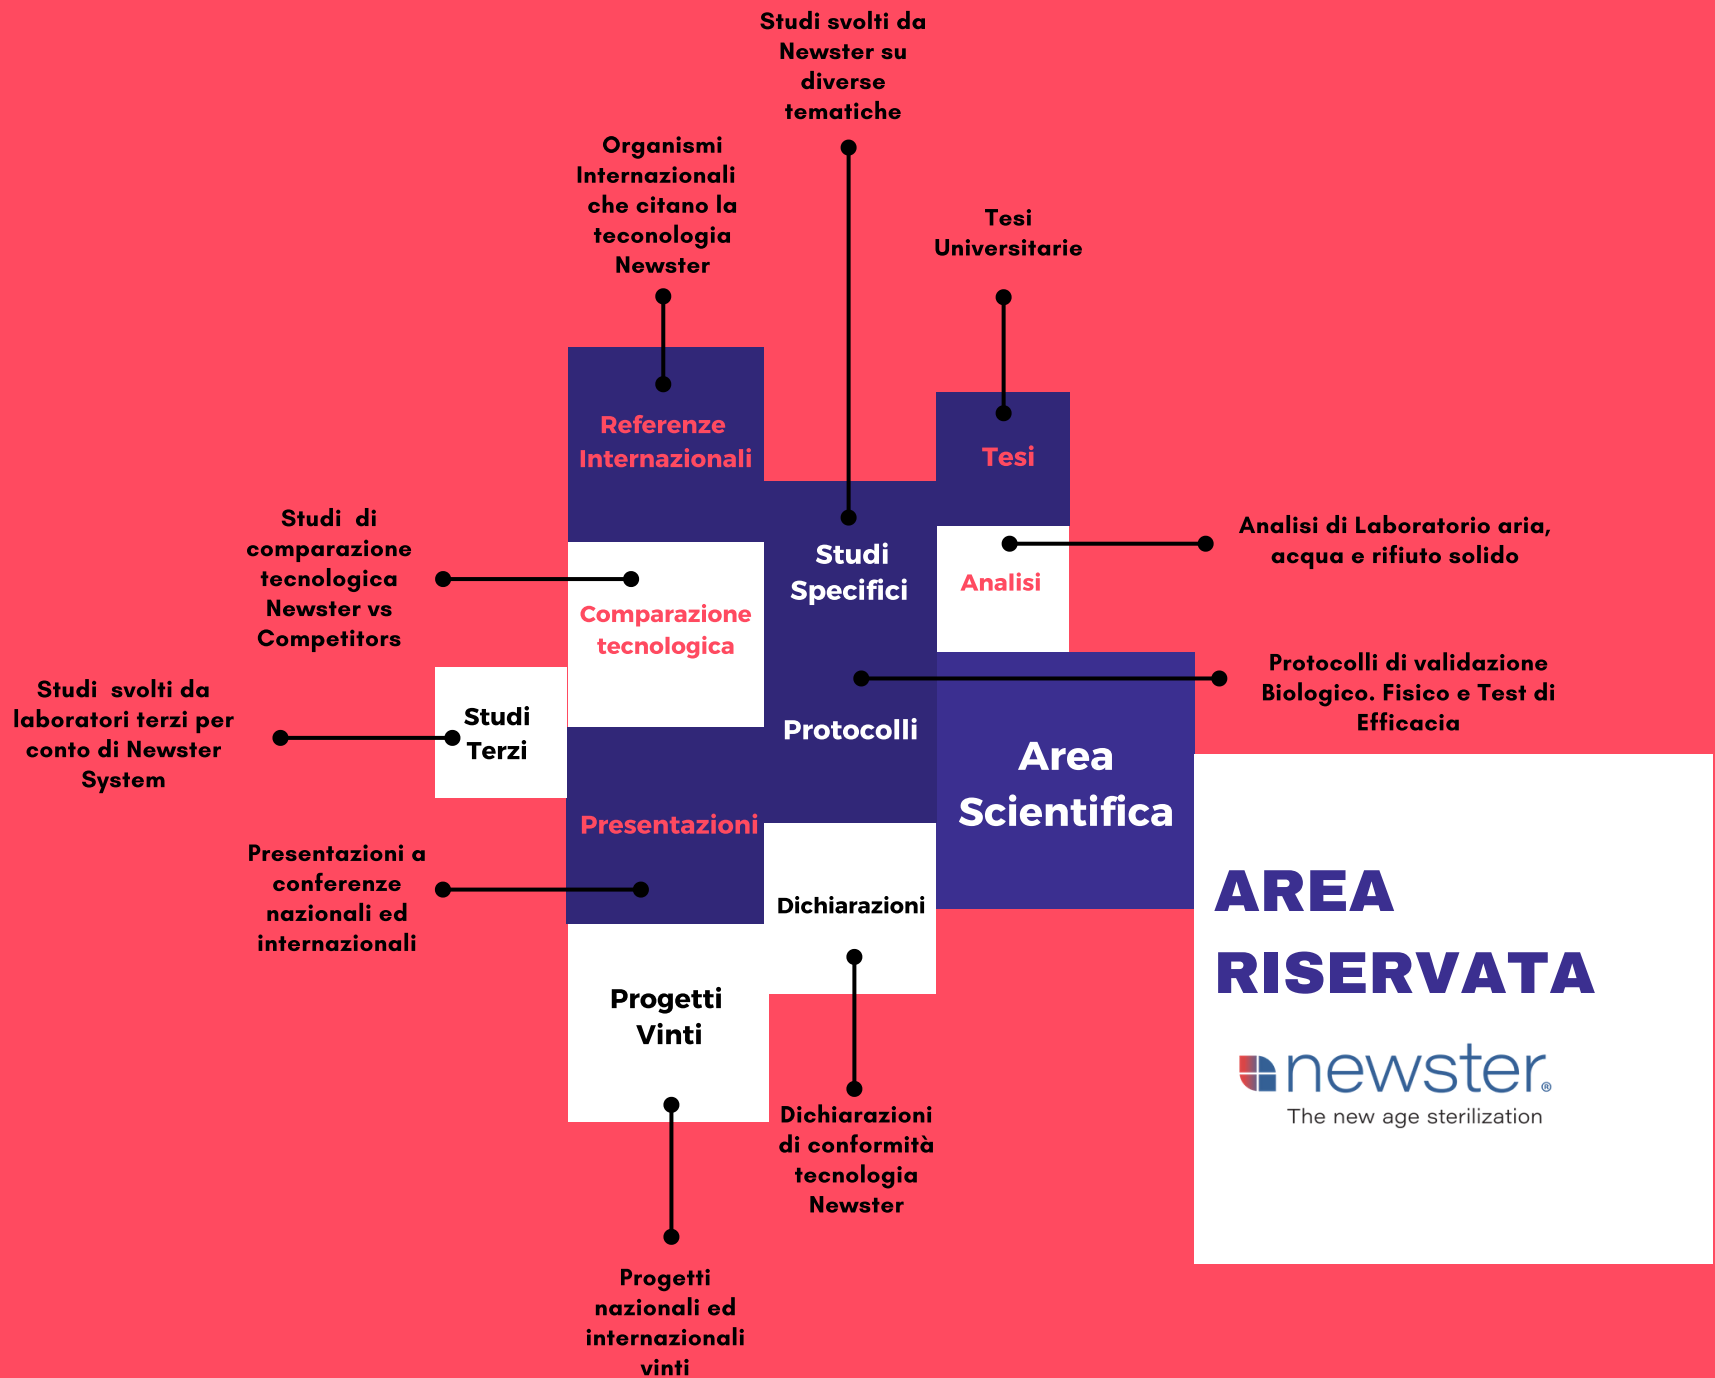 Studi svolti da
Newster su
diverse
tematiche
Organismi
Internazionali
che citano la
teconologia
Newster
Tesi
Universitarie
Referenze
Internazionali
Tesi
Studi di
comparazione
tecnologica
Newster vs
Competitors
Studi
Specifici
Analisi
Analisi di Laboratorio aria,
acqua e rifiuto solido
Comparazione
tecnologica
Protocolli di validazione
Biologico. Fisico e Test di
Efficacia
Studi svolti da
laboratori terzi per
conto di Newster
System
Studi
Terzi
Protocolli
Area
Scientifica
Presentazioni
Presentazioni a
conferenze
nazionali ed
internazionali
Dichiarazioni
AREA
RISERVATA
Progetti
Vinti
newster®
The new age sterilization
Dichiarazioni
di conformità
tecnologia
Newster
Progetti
nazionali ed
internazionali
vinti